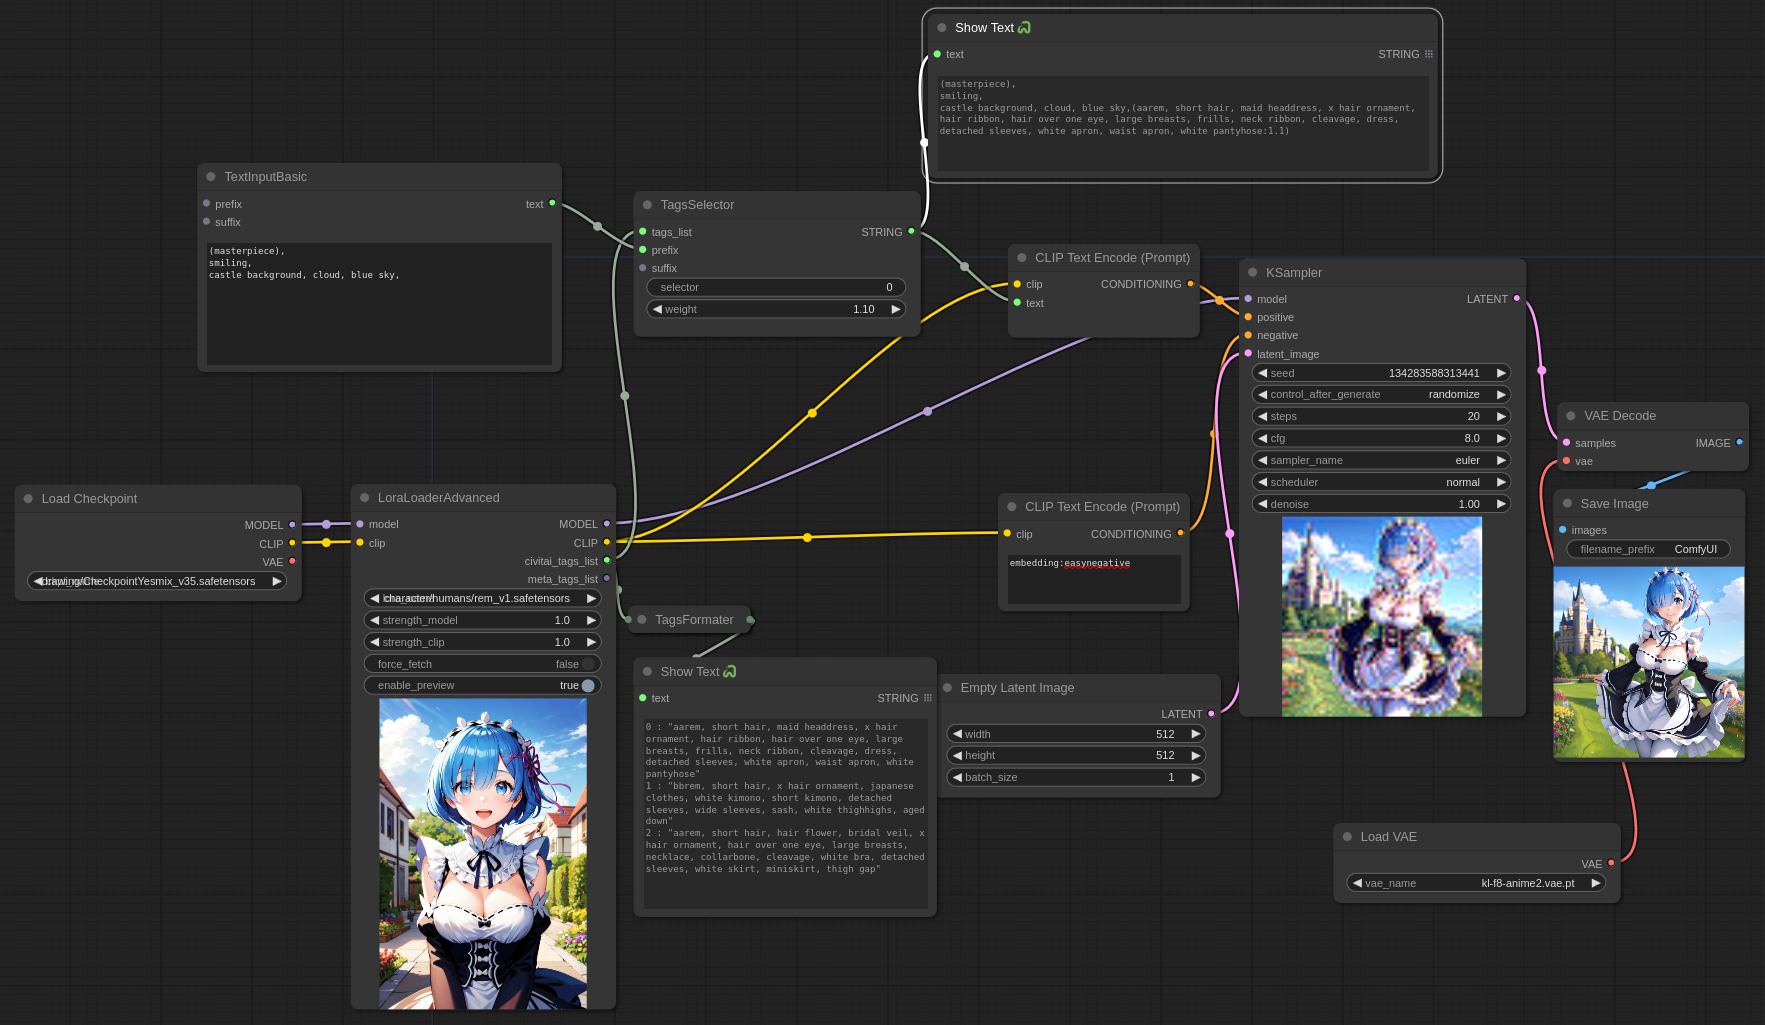 Show Text
text STRING
(masterpiece),
smiling,
castle background, cloud, blue sky,(aarem, short hair, maid headdress, x hair ornament,
hair ribbon, hair over one eye, large breasts, frills, neck ribbon, cleavage, dress,
detached sleeves, white apron, waist apron, white pantyhose:1.1)
TextInputBasic
prefix text
suffix
(masterpiece),
smiling,
castle background, cloud, blue sky,
TagsSelector
tags_list STRING
prefix
suffix
selector 0
weight 1.10
CLIP Text Encode (Prompt)
clip CONDITIONING
text
KSampler
model LATENT
positive
negative
latent_image
seed 134283588313441
control_after_generate randomize
steps 20
cfg 8.0
sampler_name euler
scheduler normal
denoise 1.00
VAE Decode
samples IMAGE
vae
Save Image
images
filename_prefix ComfyUI
Load Checkpoint
MODEL
CLIP
VAE
CheckpointYesmix_v35.safetensors
LoraLoaderAdvanced
model MODEL
clip CLIP
civitai_tags_list
meta_tags_list
/humans/rem_v1.safetensors
strength_model 1.0
strength_clip 1.0
force_fetch false
enable_preview true
CLIP Text Encode (Prompt)
clip CONDITIONING
embedding:easynegative
TagsFormater
Show Text
text STRING
0 : "aarem, short hair, maid headdress, x hair
ornament, hair ribbon, hair over one eye, large
breasts, frills, neck ribbon, cleavage, dress,
detached sleeves, white apron, waist apron, white
pantyhose"
1 : "bbrem, short hair, x hair ornament, japanese
clothes, white kimono, short kimono, detached
sleeves, wide sleeves, sash, white thighhighs, aged
down"
2 : "aarem, short hair, hair flower, bridal veil, x
hair ornament, hair over one eye, large breasts,
necklace, collarbone, cleavage, white bra, detached
sleeves, white skirt, miniskirt, thigh gap"
Empty Latent Image
LATENT
width 512
height 512
batch_size 1
Load VAE
VAE
vae_name kl-f8-anime2.vae.pt